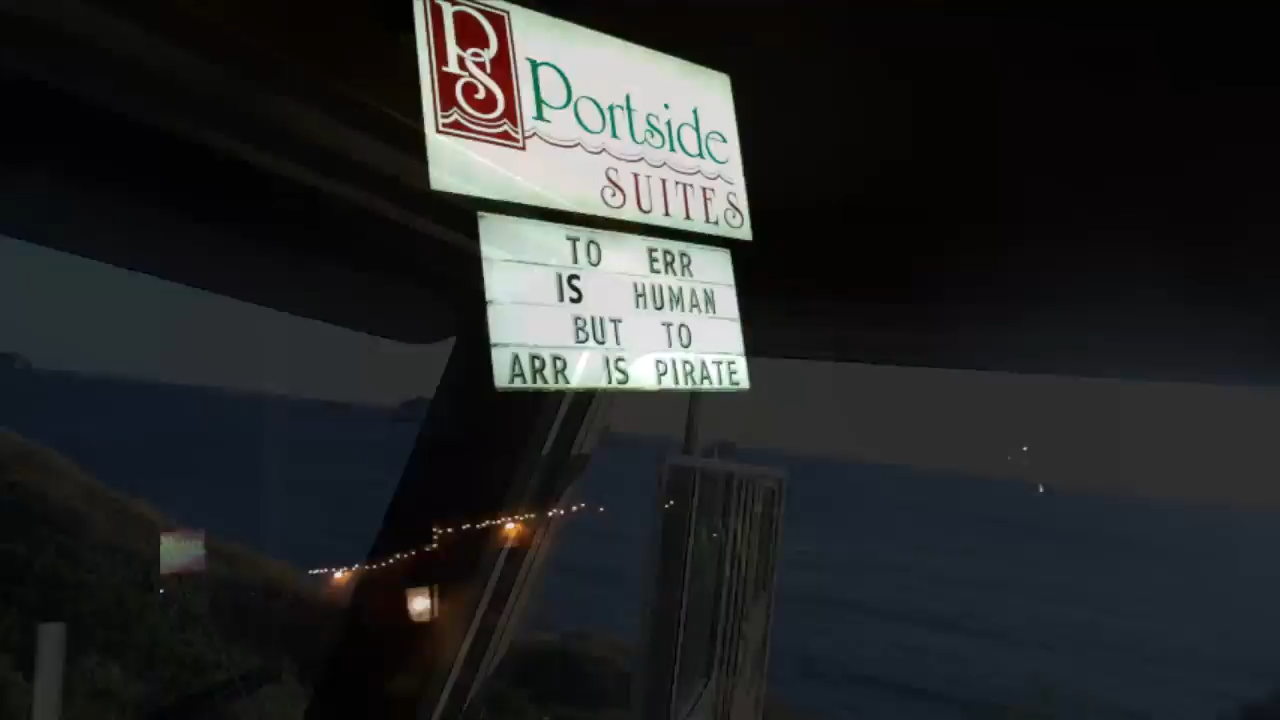 PS Portside
SUITES
TO ERR
IS HUMAN
BUT TO
ARR IS PIRATE